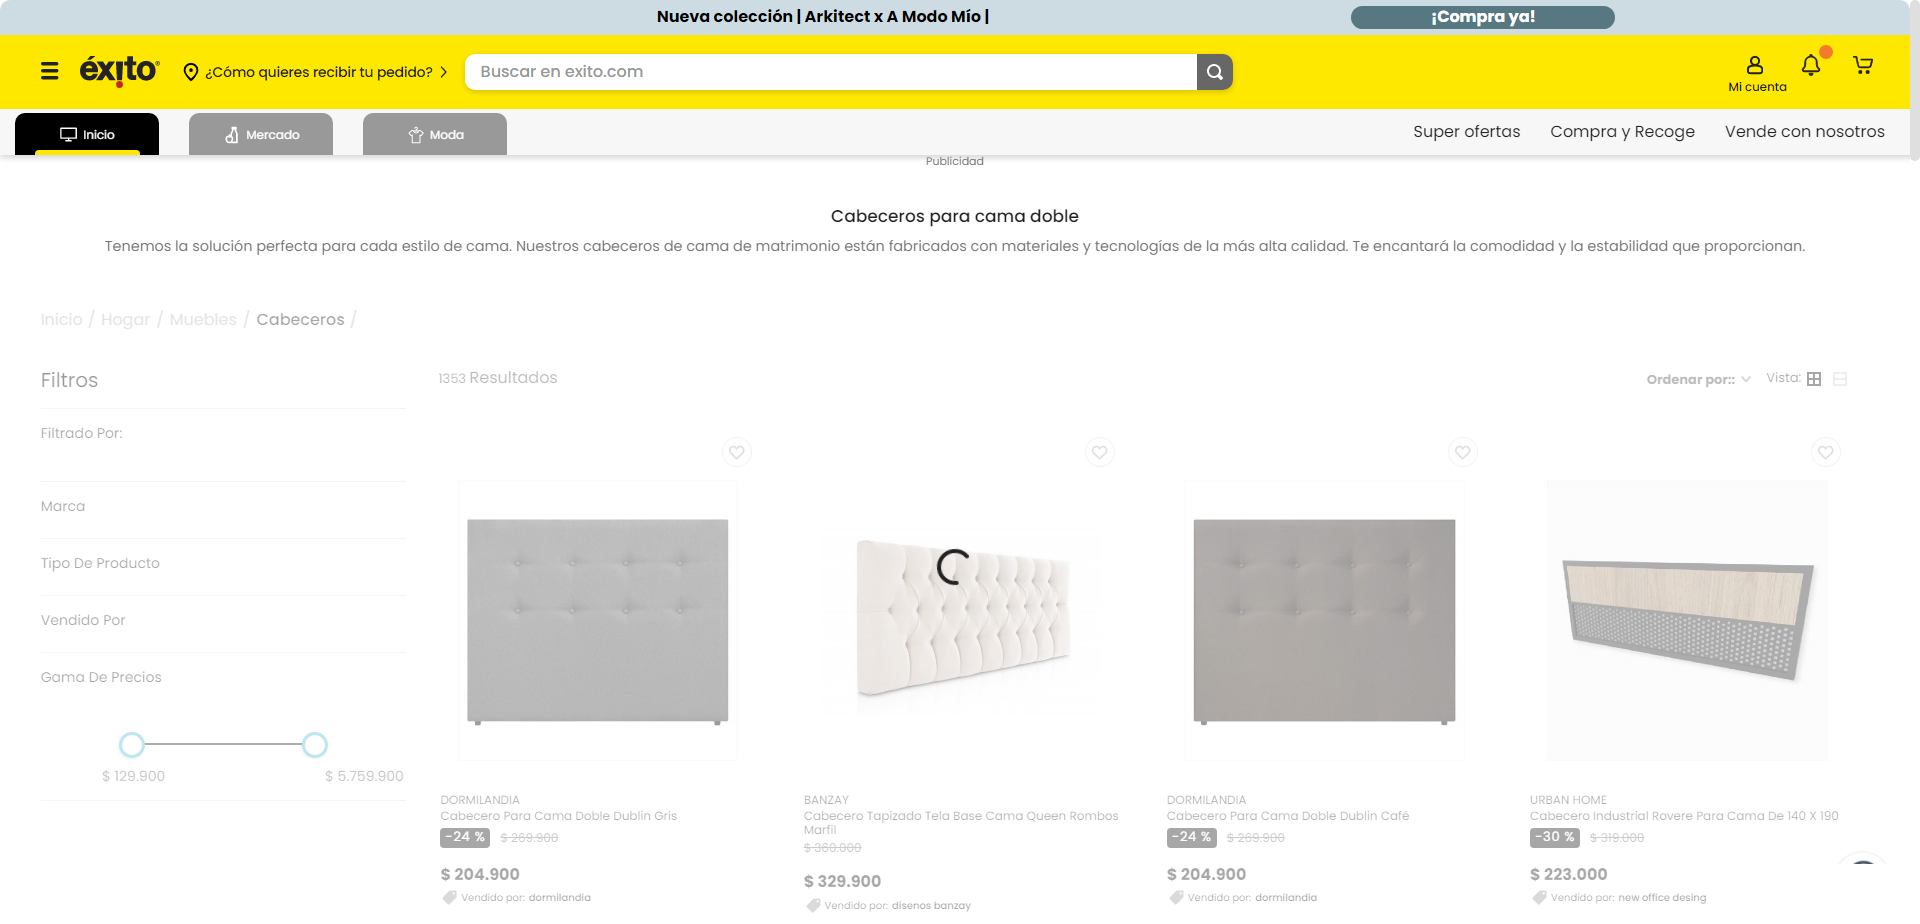 Nueva colección | Arkitect x A Modo Mío |
¡Compra ya!
éxito
¿Cómo quieres recibir tu pedido?
Buscar en exito.com
Mi cuenta
Inicio
Mercado
Moda
Super ofertas
Compra y Recoge
Vende con nosotros
Publicidad
Cabeceros para cama doble
Tenemos la solución perfecta para cada estilo de cama. Nuestros cabeceros de cama de matrimonio están fabricados con materiales y tecnologías de la más alta calidad. Te encantará la comodidad y la estabilidad que proporcionan.
Inicio / Hogar / Muebles / Cabeceros /
Filtros
1353 Resultados
Ordenar por::
Vista:
Filtrado Por:
Marca
Tipo De Producto
Vendido Por
Gama De Precios
$ 129.900
$ 5.759.900
DORMILANDIA
Cabecero Para Cama Doble Dublin Gris
-24 % $ 269.900
$ 204.900
Vendido por: dormilandia
BANZAY
Cabecero Tapizado Tela Base Cama Queen Rombos
Marfil
$ 360.000
$ 329.900
Vendido por: disenos banzay
DORMILANDIA
Cabecero Para Cama Doble Dublin Café
-24 % $ 269.900
$ 204.900
Vendido por: dormilandia
URBAN HOME
Cabecero Industrial Rovere Para Cama De 140 X 190
-30 % $ 319.000
$ 223.000
Vendido por: new office desing